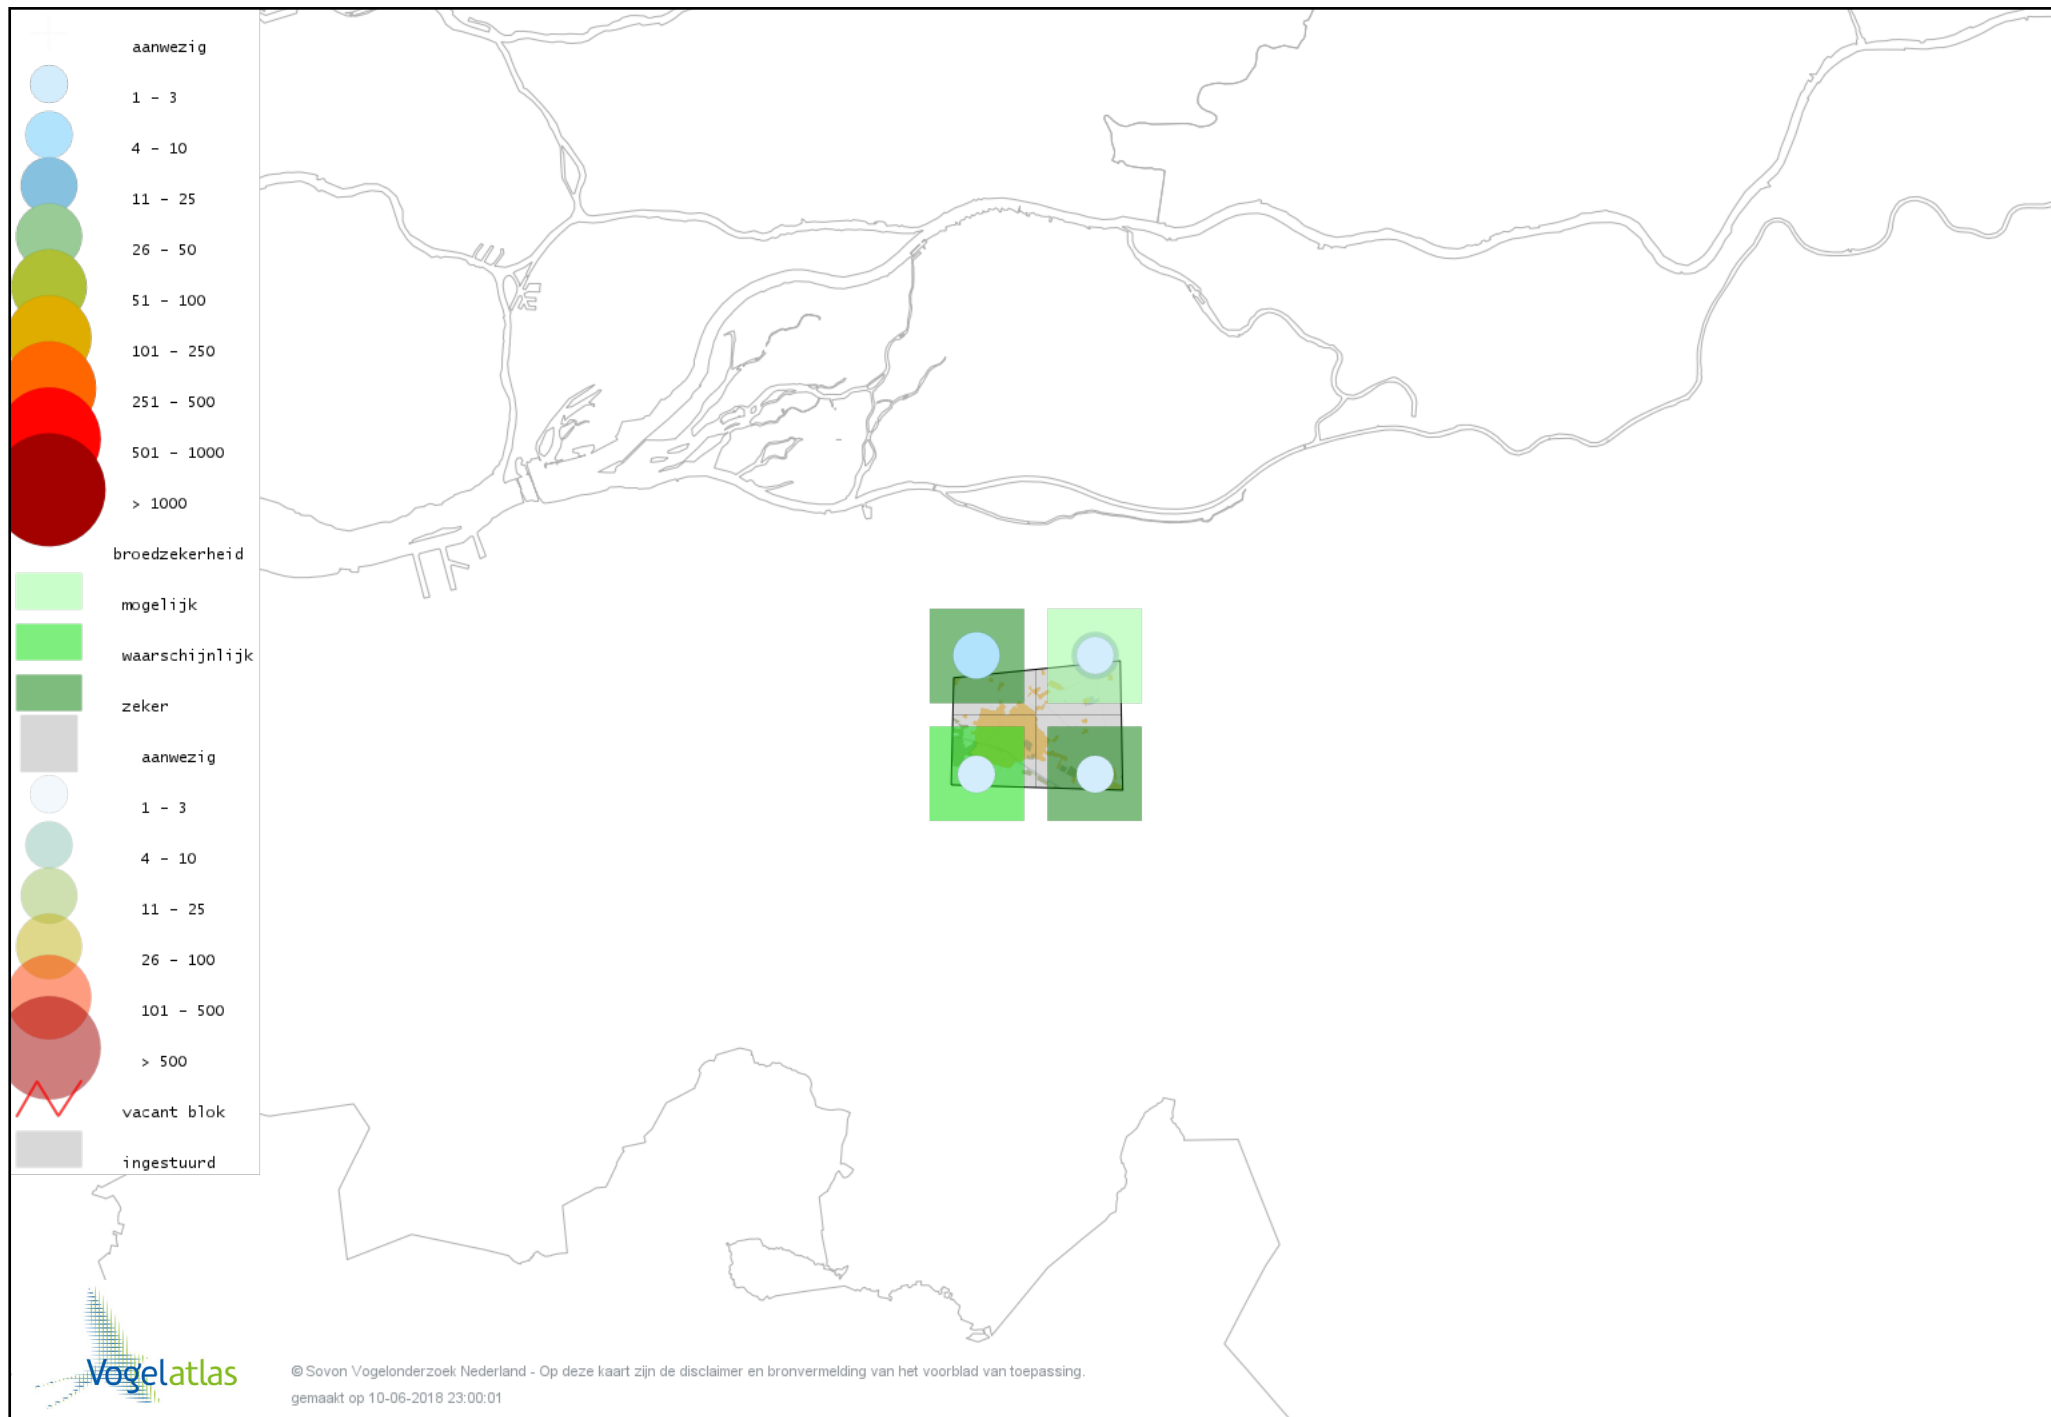 aanwezig
1 - 3
4 - 10
11 - 25
26 - 50
51 - 100
101 - 250
251 - 500
501 - 1000
> 1000
broedzekerheid
mogelijk
waarschijnlijk
zeker
aanwezig
1 - 3
4 - 10
11 - 25
26 - 100
101 - 500
> 500
vacant blok
ingestuurd
Vogelatlas
© Sovon Vogelonderzoek Nederland - Op deze kaart zijn de disclaimer en bronvermelding van het voorblad van toepassing.
gemaakt op 10-06-2018 23:00:01